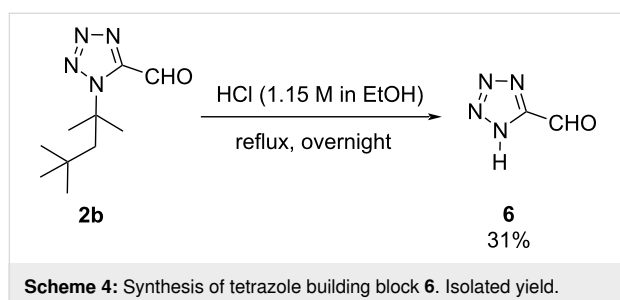 N N
N
N
CHO
2b
HCl (1.15 M in EtOH)
reflux, overnight
N N
N
N
H
CHO
6
31%
Scheme 4: Synthesis of tetrazole building block 6. Isolated yield.